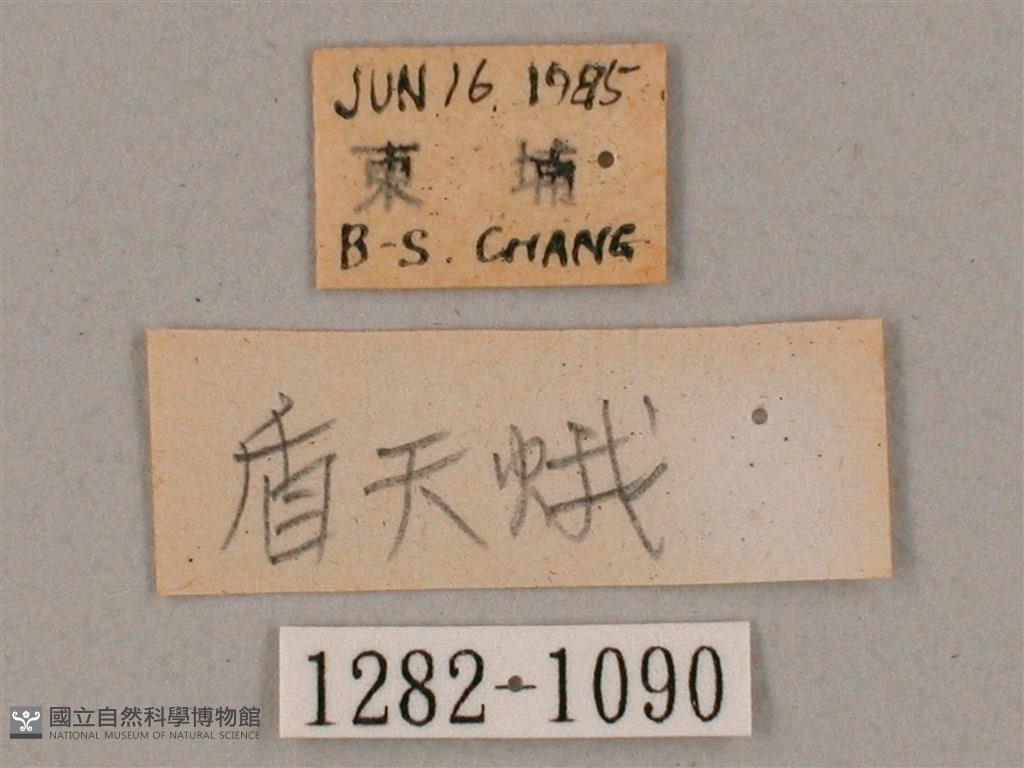 JUN 16. 1985.
東埔
B-S. CHANG
盾天蛾
1282-1090
國立自然科學博物館
NATIONAL MUSEUM OF NATURAL SCIENCE